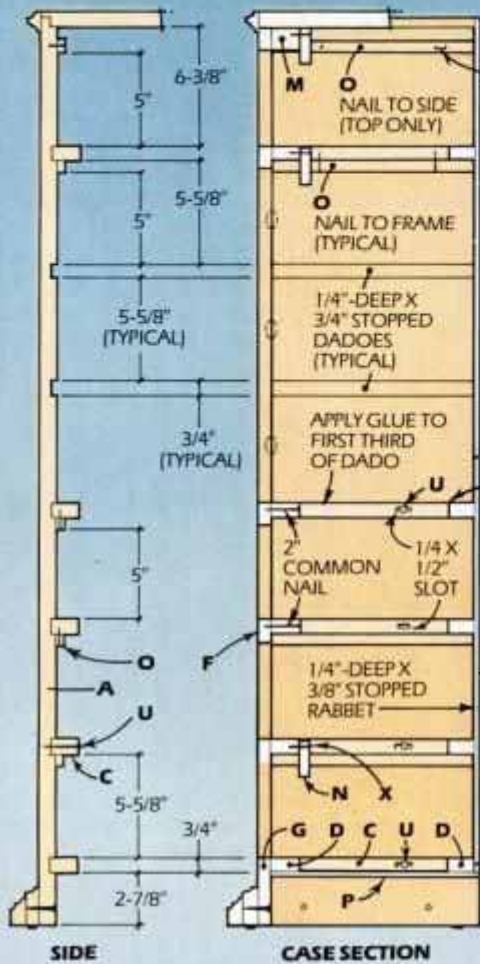 6-3/8"
5"
5-5/8"
5"
5-5/8"
(TYPICAL)
3/4"
(TYPICAL)
5"
O
A
U
C
5-5/8"
3/4"
2-7/8"
SIDE
M
O
NAIL TO SIDE
(TOP ONLY)
O
NAIL TO FRAME
(TYPICAL)
1/4"-DEEP X
3/4" STOPPED
DADOES
(TYPICAL)
APPLY GLUE TO
FIRST THIRD
OF DADO
U
2"
COMMON
NAIL
1/4 X
1/2"
SLOT
F
1/4"-DEEP X
3/8" STOPPED
RABBET
N
X
G
D
C
U
D
P
CASE SECTION